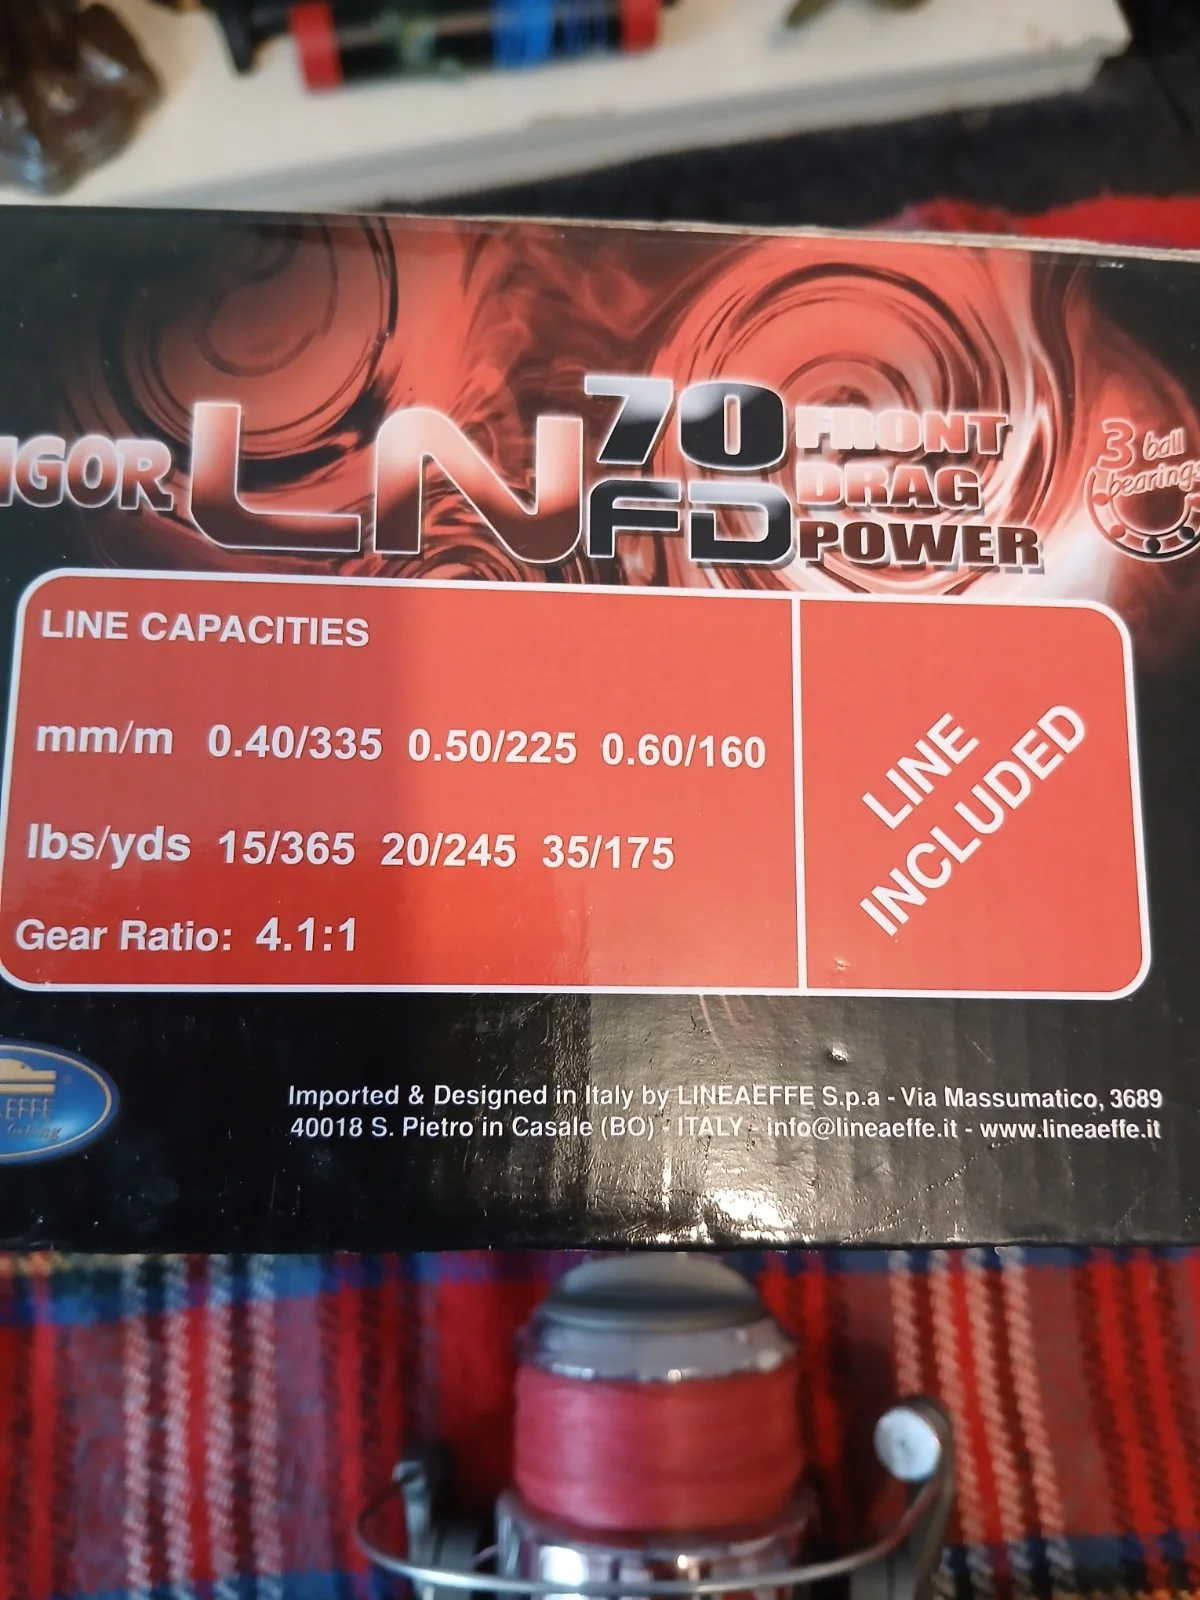 IGOR LN 70 FD
FRONT
DRAG
POWER
3 ball
bearings
LINE CAPACITIES
mm/m 0.40/335 0.50/225 0.60/160
lbs/yds 15/365 20/245 35/175
Gear Ratio: 4.1:1
LINE
INCLUDED
EFFE
Imported & Designed in Italy by LINEAEFFE S.p.a - Via Massumatico, 3689
40018 S. Pietro in Casale (BO) - ITALY - info@lineaeffe.it - www.lineaeffe.it